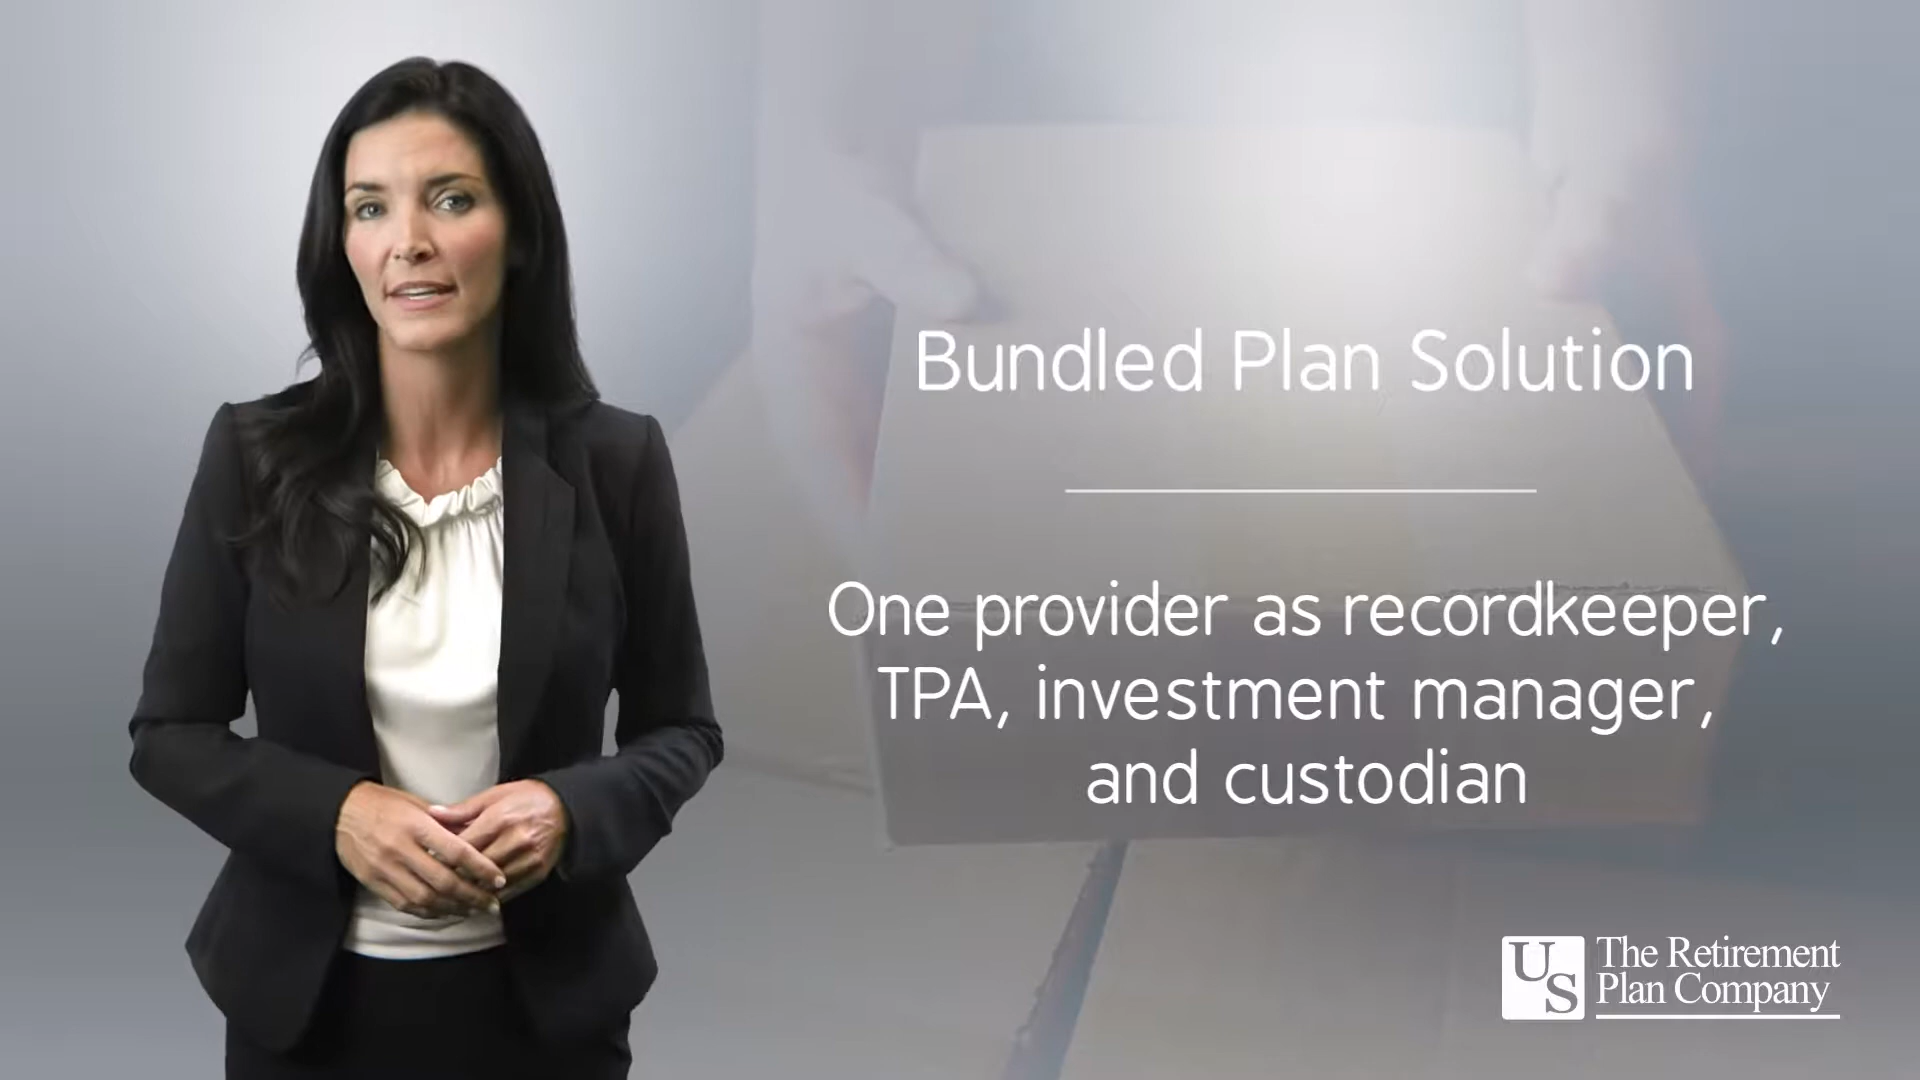 Bundled Plan Solution
One provider as recordkeeper,
TPA, investment manager,
and custodian
US
The Retirement
Plan Company